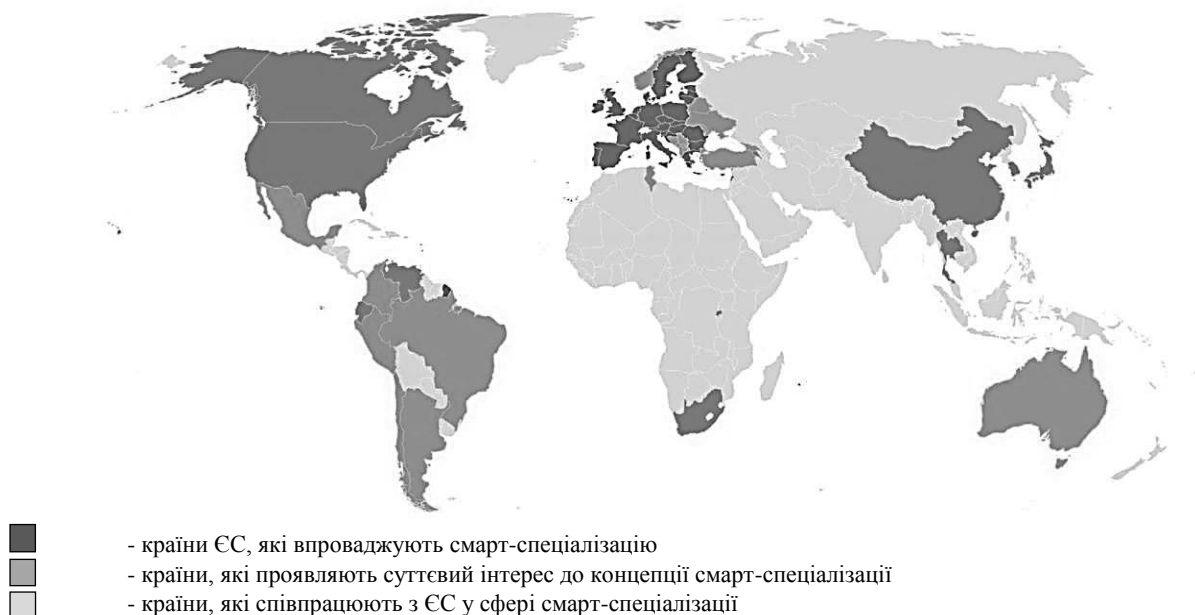 - країни ЄС, які впроваджують смарт-спеціалізацію
- країни, які проявляють суттєвий інтерес до концепції смарт-спеціалізації
- країни, які співпрацюють з ЄС у сфері смарт-спеціалізації